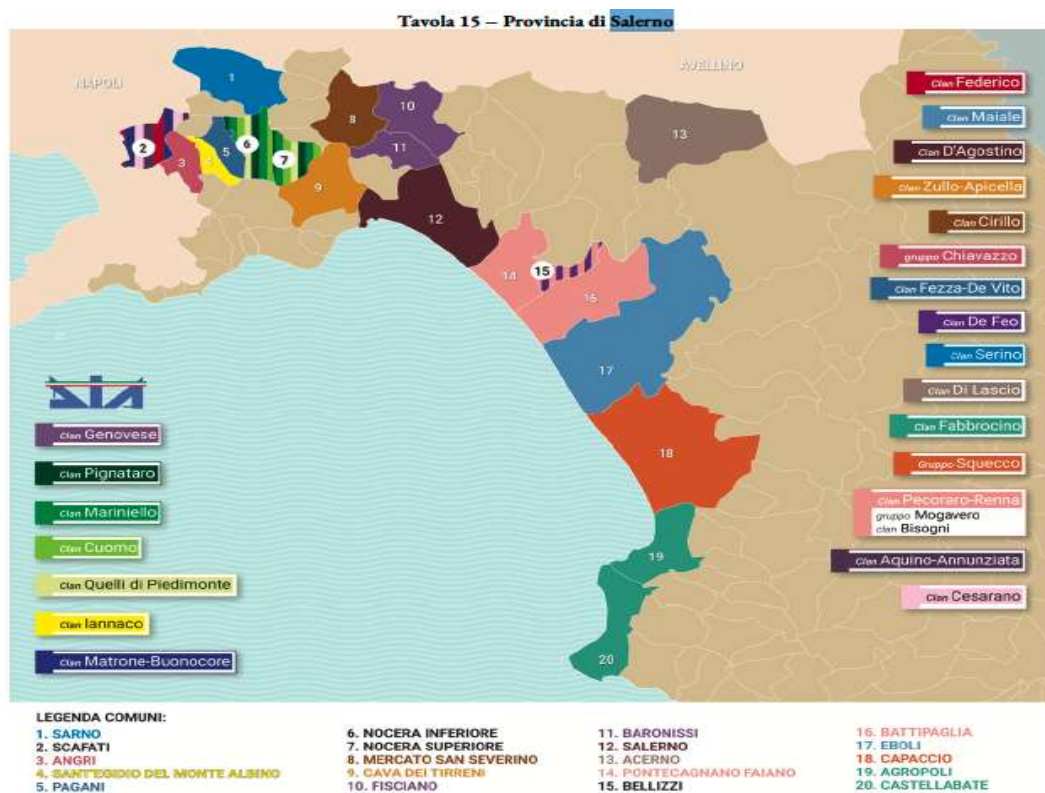 Tavola 15 – Provincia di Salerno
NAPOLI
AVELLINO
1
2
3
4
5
6
7
8
9
10
11
12
13
14
15
16
17
18
19
20
Clan Federico
Clan Maiale
Clan D'Agostino
Clan Zullo-Apicella
Clan Cirillo
gruppo Chiavazzo
Clan Fezza-De Vito
Clan De Feo
Clan Serino
Clan Di Lascio
Clan Fabbrocino
Gruppo Squecco
Clan Pecoraro-Renna
gruppo Mogavero
clan Bisogni
Clan Aquino-Annunziata
Clan Cesarano
DIA
Clan Genovese
Clan Pignataro
Clan Mariniello
Clan Cuomo
Clan Quelli di Piedimonte
Clan Iannaco
Clan Matrone-Buonocore
LEGENDA COMUNI:
1. SARNO
2. SCAFATI
3. ANGRI
4. SANT'EGIDIO DEL MONTE ALBINO
5. PAGANI
6. NOCERA INFERIORE
7. NOCERA SUPERIORE
8. MERCATO SAN SEVERINO
9. CAVA DEI TIRRENI
10. FISCIANO
11. BARONISSI
12. SALERNO
13. ACERNO
14. PONTECAGNANO FAIANO
15. BELLIZZI
16. BATTIPAGLIA
17. EBOLI
18. CAPACCIO
19. AGROPOLI
20. CASTELLABATE